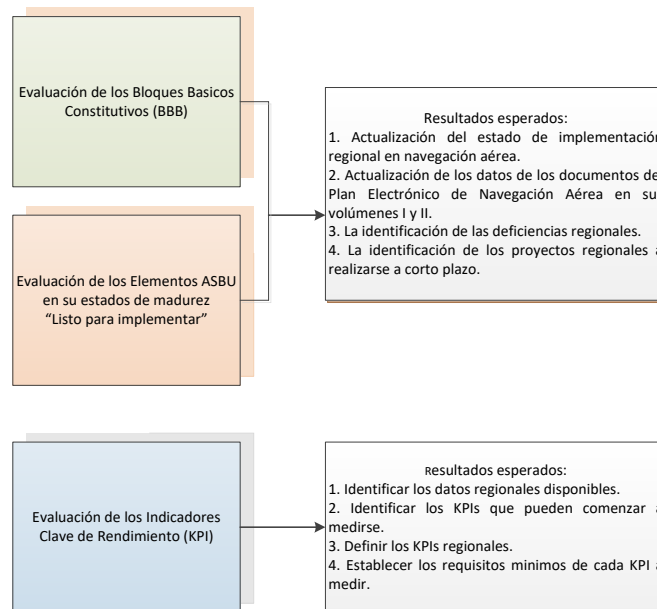 Evaluación de los Bloques Basicos
Constitutivos (BBB)
Resultados esperados:
1. Actualización del estado de implementación
regional en navegación aérea.
2. Actualización de los datos de los documentos de
Plan Electrónico de Navegación Aérea en su
volúmenes I y II.
3. La identificación de las deficiencias regionales.
4. La identificación de los proyectos regionales a
realizarse a corto plazo.
Evaluación de los Elementos ASBU
en su estados de madurez
“Listo para implementar”
Evaluación de los Indicadores
Clave de Rendimiento (KPI)
Resultados esperados:
1. Identificar los datos regionales disponibles.
2. Identificar los KPIs que pueden comenzar a
medirse.
3. Definir los KPIs regionales.
4. Establecer los requisitos minimos de cada KPI a
medir.